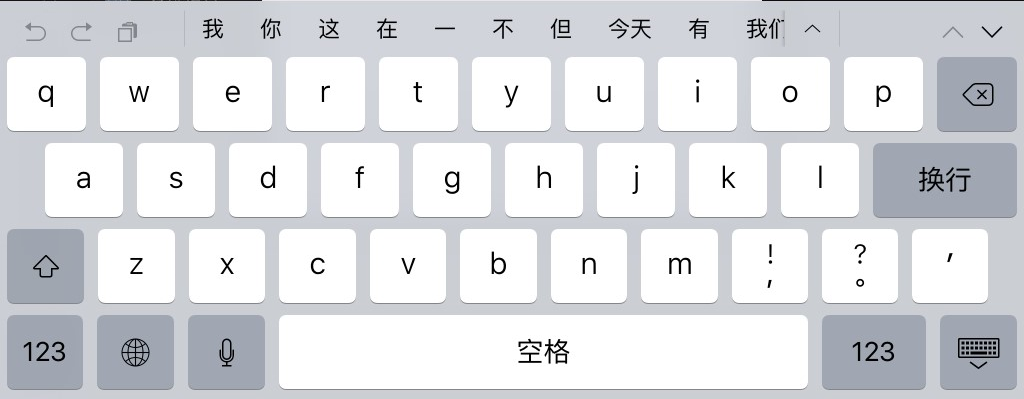 我 你 这 在 一 不 但 今天 有 我们
q w e r t y u i o p
a s d f g h j k l 换行
z x c v b n m ! , ? 。 ′
123 空格 123